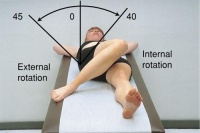 45 0 40
External rotation
Internal rotation